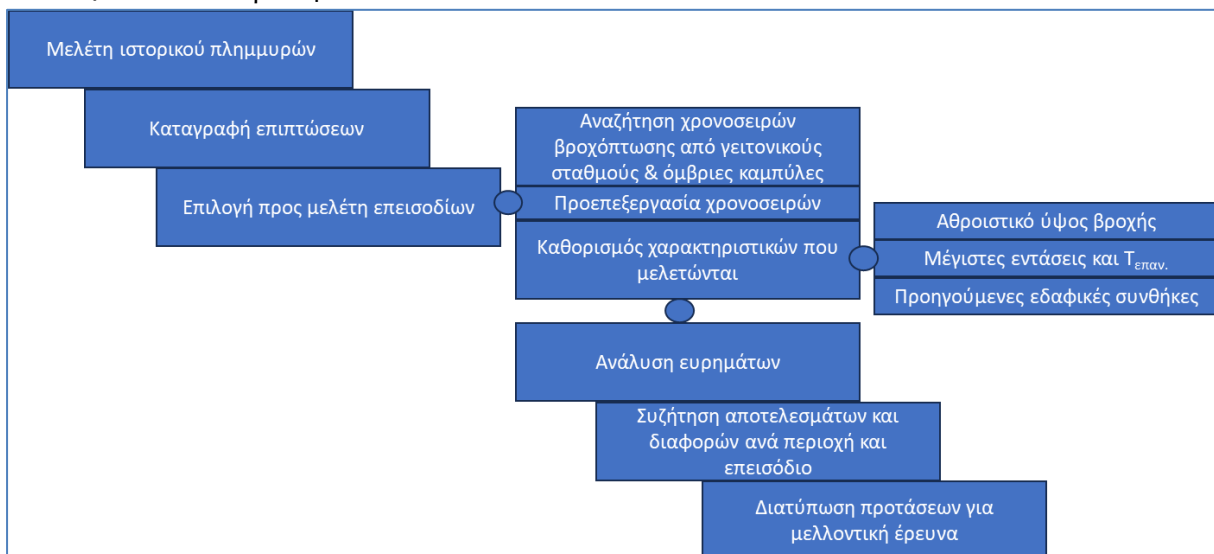 Μελέτη ιστορικού πλημμυρών
Καταγραφή επιπτώσεων
Επιλογή προς μελέτη επεισοδίων
Αναζήτηση χρονοσειρών
βροχόπτωσης από γειτονικούς
σταθμούς & όμβριες καμπύλες
Προεπεξεργασία χρονοσειρών
Καθορισμός χαρακτηριστικών που
μελετώνται
Αθροιστικό ύψος βροχής
Μέγιστες εντάσεις και Τεπαν.
Προηγούμενες εδαφικές συνθήκες
Ανάλυση ευρημάτων
Συζήτηση αποτελεσμάτων και
διαφορών ανά περιοχή και
επεισόδιο
Διατύπωση προτάσεων για
μελλοντική έρευνα